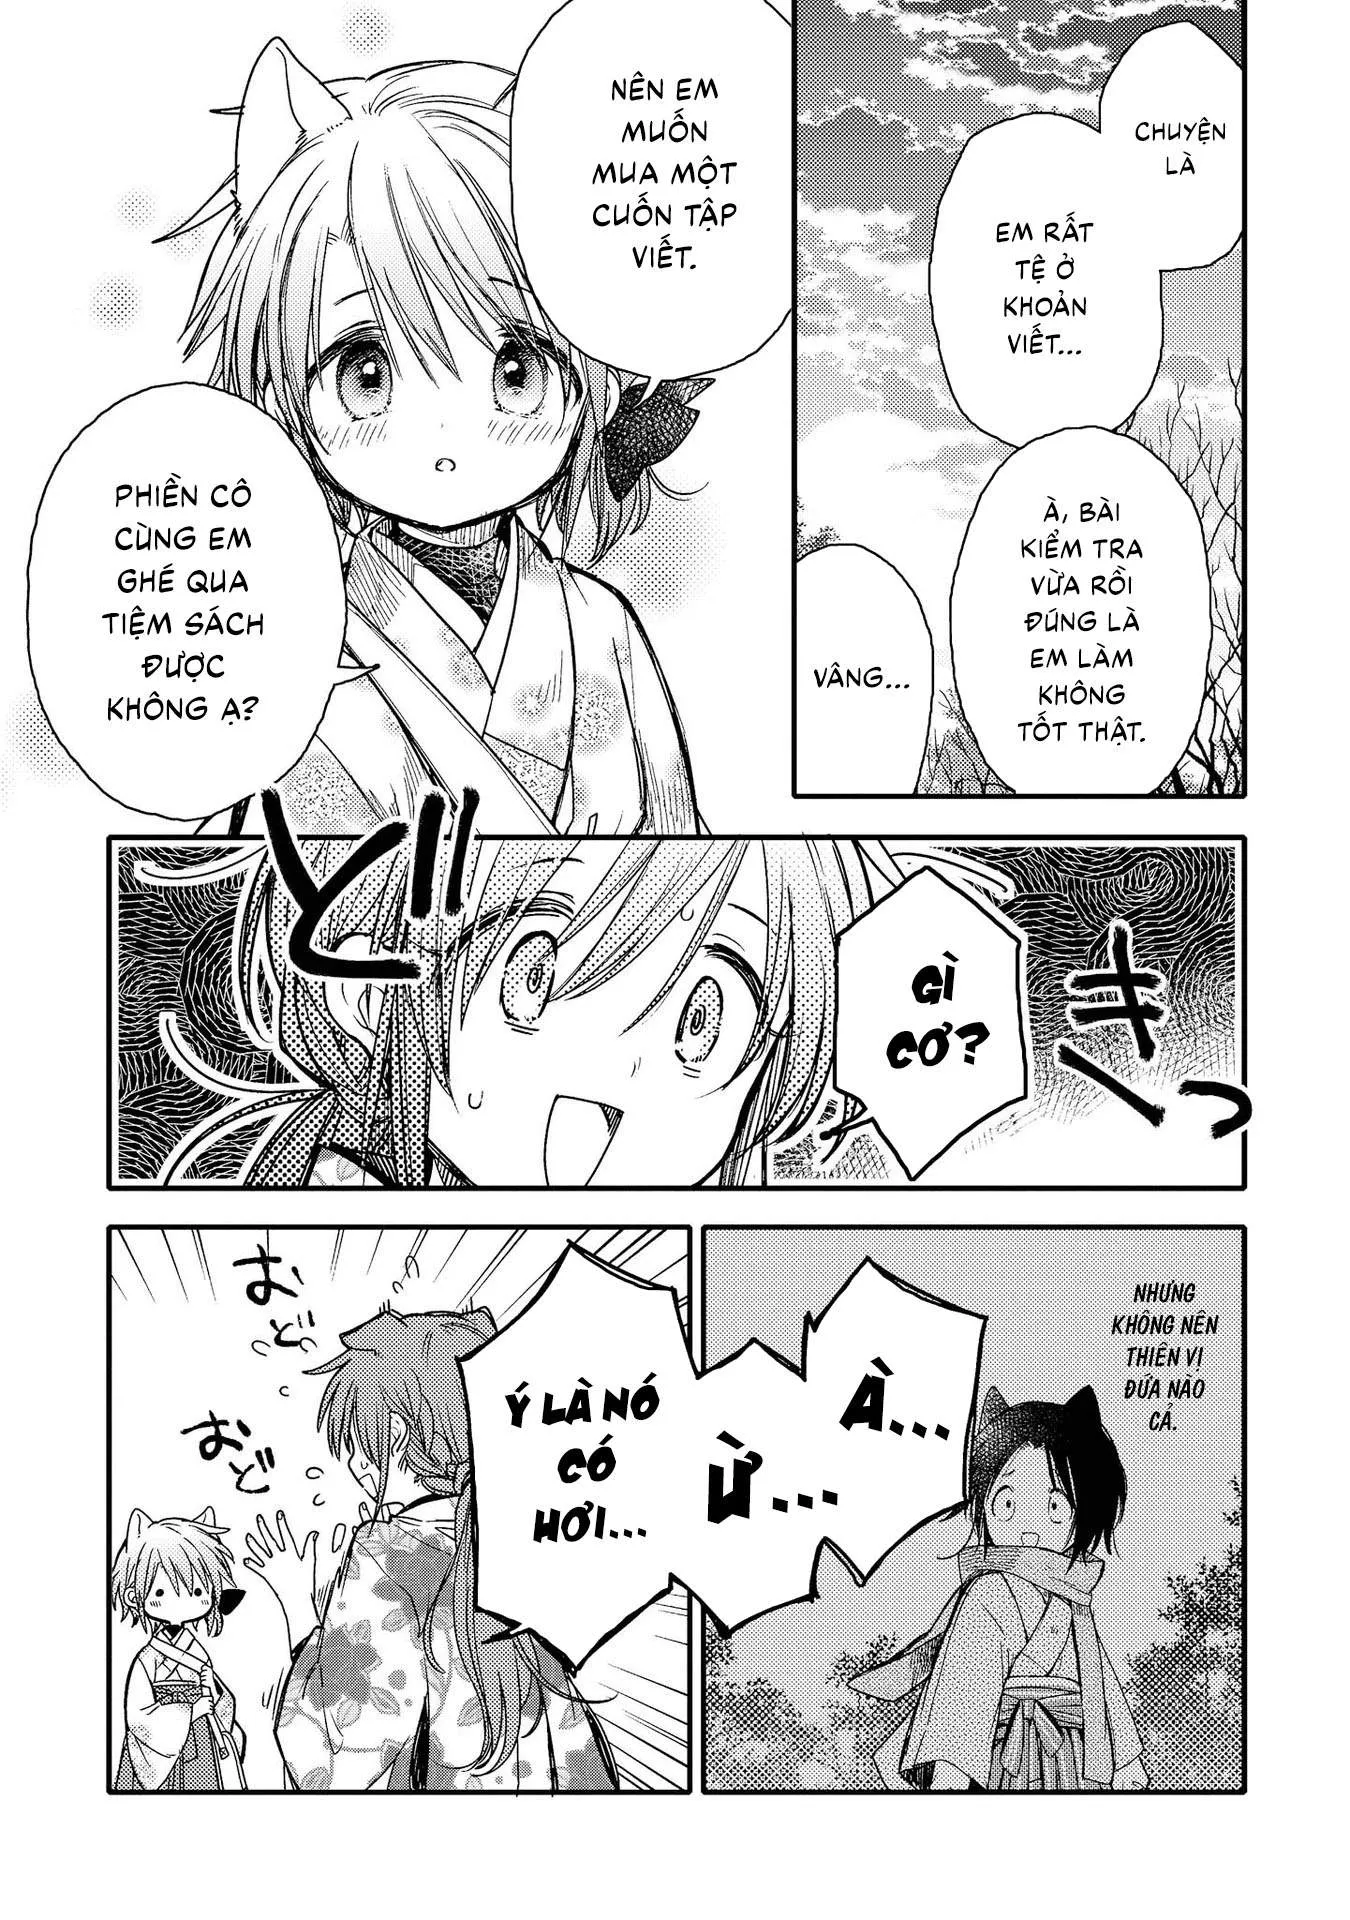 CHUYỆN
LÀ
EM RẤT
TỆ Ở
KHOẢN
VIẾT...
À, BÀI
KIỂM TRA
VỪA RỒI
ĐÚNG LÀ
EM LÀM
KHÔNG
TỐT THẬT.
VÂNG...
NÊN EM
MUỐN
MUA MỘT
CUỐN TẬP
VIẾT.
PHIỀN CÔ
CÙNG EM
GHÉ QUA
TIỆM SÁCH
ĐƯỢC
KHÔNG Ạ?
ドキーッ
GÌ
CƠ?
NHƯNG
KHÔNG NÊN
THIÊN VỊ
ĐỨA NÀO
CẢ.
À...
Ừ...
Ý LÀ NÓ
CÓ
HƠI...
おど
おど